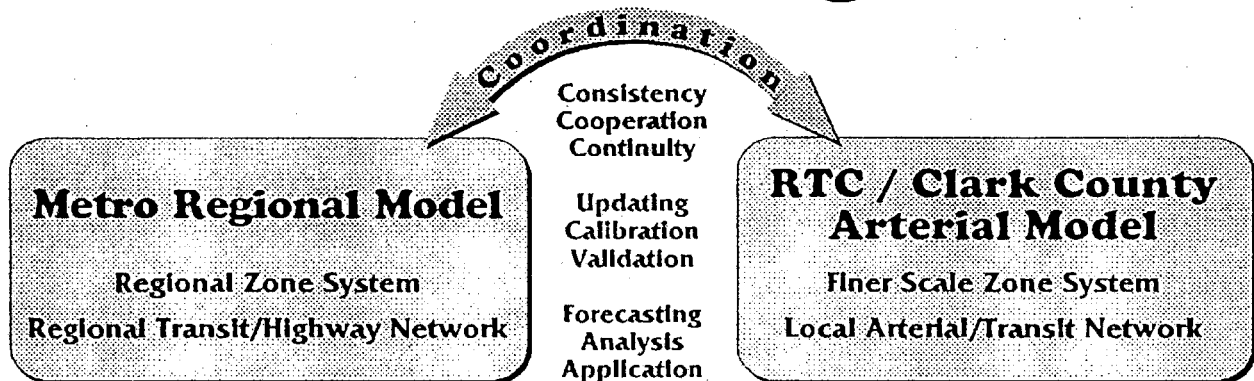 Coordination
Consistency
Cooperation
Continuity
Updating
Calibration
Validation
Forecasting
Analysis
Application
Metro Regional Model
Regional Zone System
Regional Transit/Highway Network
RTC / Clark County
Arterial Model
Finer Scale Zone System
Local Arterial/Transit Network